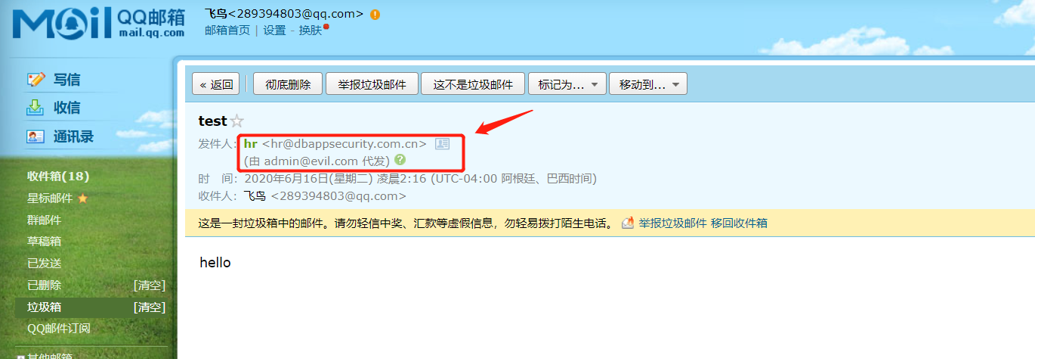 MOil QQ邮箱
mail.qq.com
飞鸟<289394803@qq.com>
邮箱首页 | 设置 - 换肤
写信
收信
通讯录
收件箱(18)
星标邮件
群邮件
草稿箱
已发送
已删除 [清空]
垃圾箱 [清空]
QQ邮件订阅
其他邮箱
« 返回 彻底删除 举报垃圾邮件 这不是垃圾邮件 标记为... 移动到...
test
发件人：hr <hr@dbappsecurity.com.cn>
(由 admin@evil.com 代发)
时 间：2020年6月16日(星期二) 凌晨2:16 (UTC-04:00 阿根廷、巴西时间)
收件人：飞鸟 <289394803@qq.com>
这是一封垃圾箱中的邮件。请勿轻信中奖、汇款等虚假信息，勿轻易拨打陌生电话。 举报垃圾邮件 移回收件箱
hello